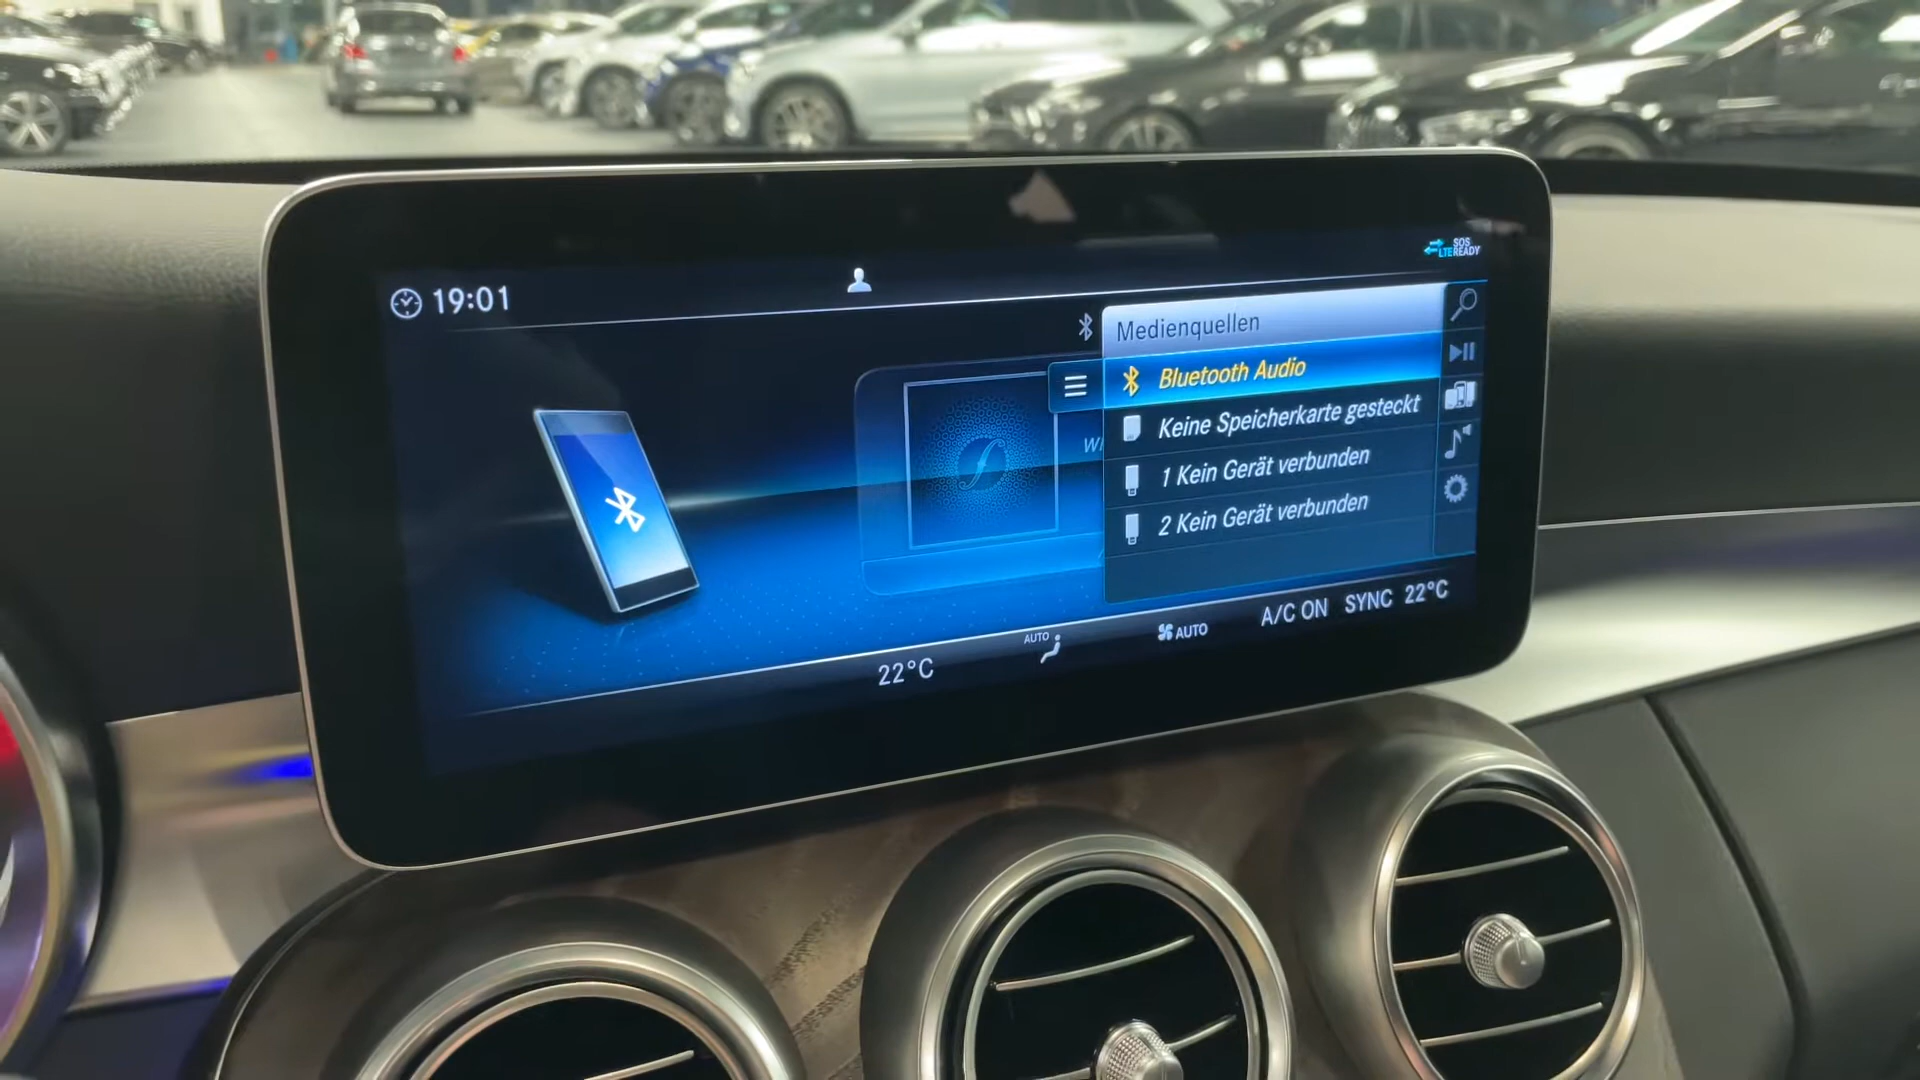 SOS
LTE READY
19:01
Medienquellen
Bluetooth Audio
Keine Speicherkarte gesteckt
1 Kein Gerät verbunden
2 Kein Gerät verbunden
22°C
AUTO
AUTO
A/C ON
SYNC
22°C